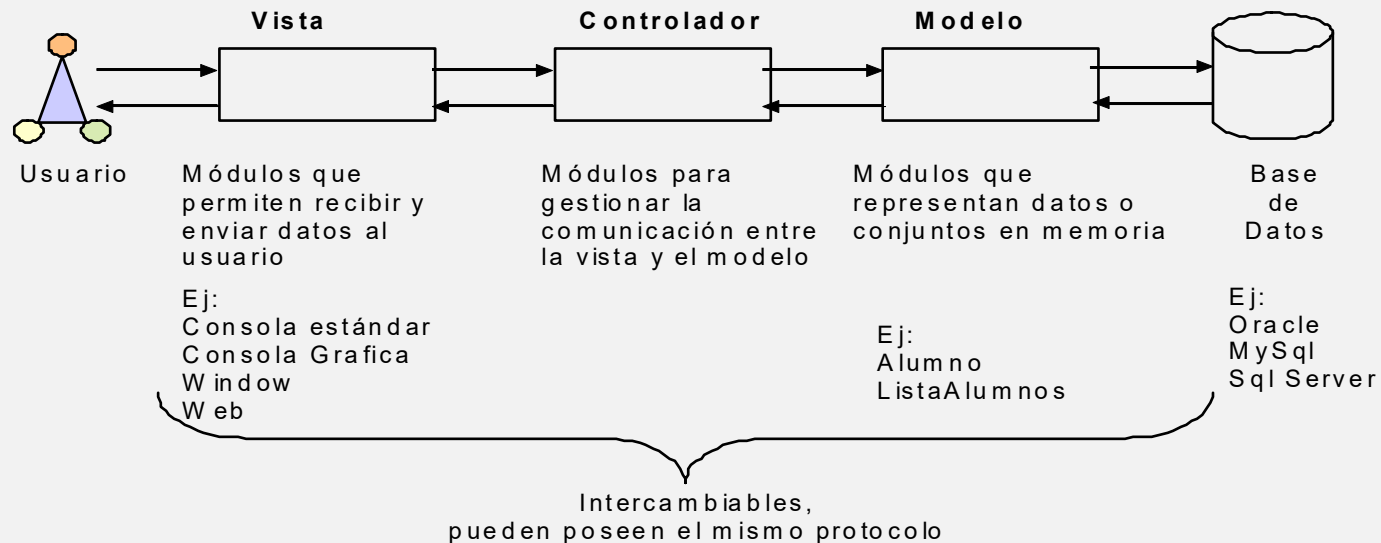 Vista
Controlador
Modelo
Usuario
Módulos que
permiten recibir y
enviar datos al
usuario
Ej:
Consola estándar
Consola Grafica
Window
Web
Módulos para
gestionar la
comunicación entre
la vista y el modelo
Módulos que
representan datos o
conjuntos en memoria
Ej:
Alumno
ListaAlumnos
Base
de
Datos
Ej:
Oracle
MySql
Sql Server
Intercambiables,
pueden poseen el mismo protocolo